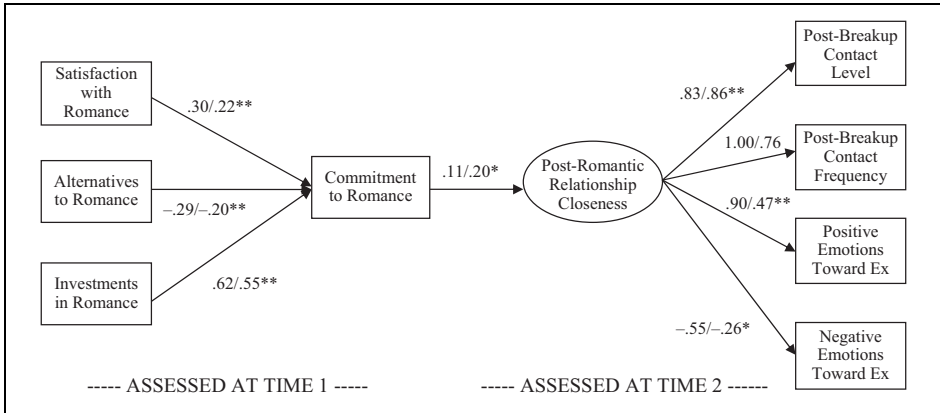 Satisfaction
with
Romance
Alternatives
to Romance
Investments
in Romance
.30/.22**
–.29/–.20**
.62/.55**
Commitment
to Romance
.11/.20*
Post-Romantic
Relationship
Closeness
.83/.86**
1.00/.76
.90/.47**
–.55/–.26*
Post-Breakup
Contact
Level
Post-Breakup
Contact
Frequency
Positive
Emotions
Toward Ex
Negative
Emotions
Toward Ex
----- ASSESSED AT TIME 1 -----
----- ASSESSED AT TIME 2 ------